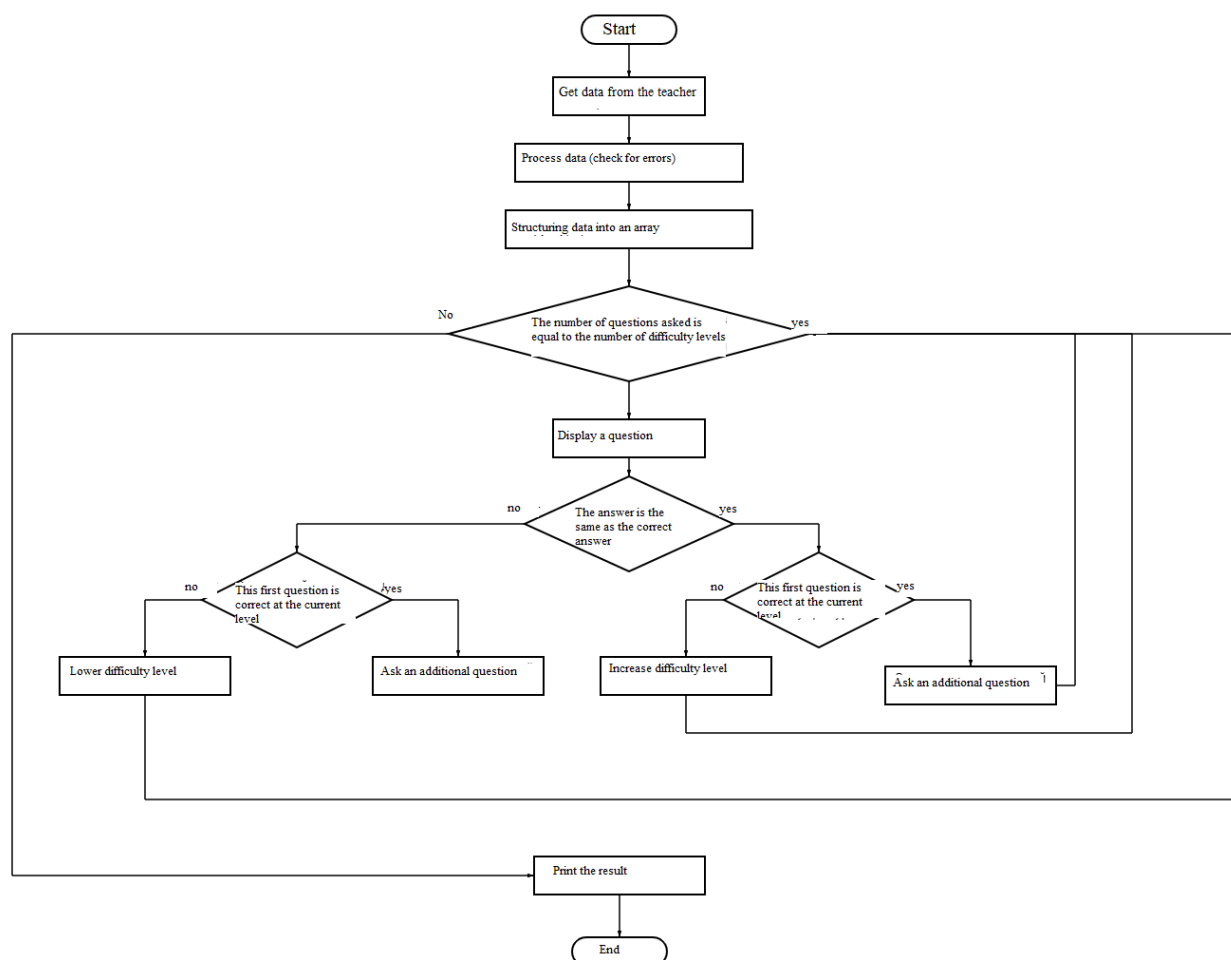 Start
Get data from the teacher
Process data (check for errors)
Structuring data into an array
No
The number of questions asked is
equal to the number of difficulty levels
yes
Display a question
no
The answer is the
same as the correct
answer
yes
no
This first question is
correct at the current
level
yes
no
This first question is
correct at the current
level
yes
Lower difficulty level
Ask an additional question
Increase difficulty level
Ask an additional question
Print the result
End